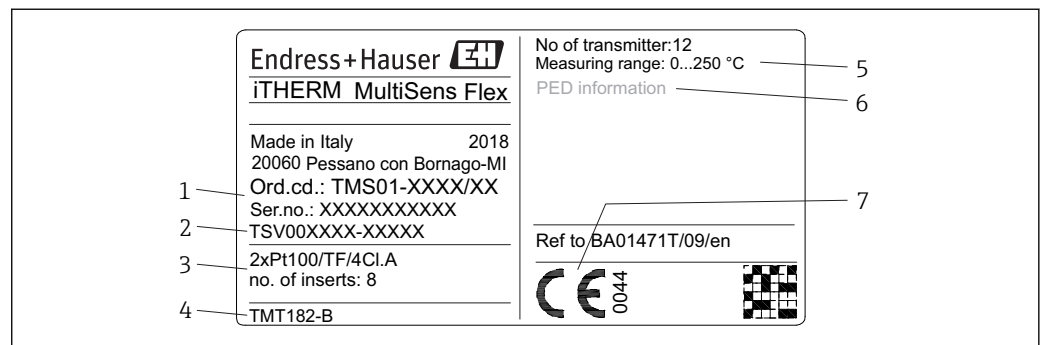 Endress+Hauser EH
iTHERM MultiSens Flex
Made in Italy 2018
20060 Pessano con Bornago-MI
Ord.cd.: TMS01-XXXX/XX
Ser.no.: XXXXXXXXXXX
TSV00XXXX-XXXXX
2xPt100/TF/4Cl.A
no. of inserts: 8
TMT182-B
1
2
3
4
No of transmitter:12
Measuring range: 0...250 °C
PED information
Ref to BA01471T/09/en
CE 0044
5
6
7